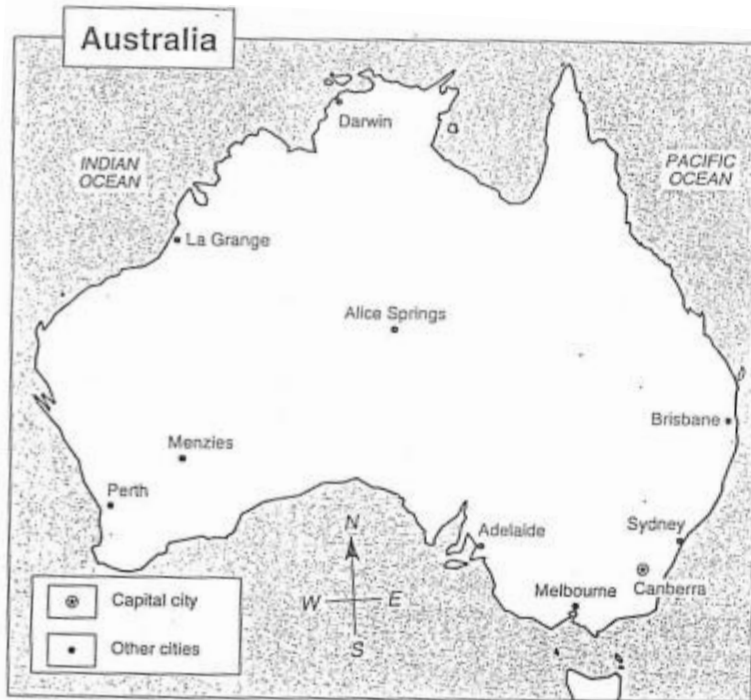 Australia
Darwin
INDIAN
OCEAN
PACIFIC
OCEAN
La Grange
Alice Springs
Brisbane
Menzies
Perth
N
Adelaide
Sydney
W
E
S
Melbourne
Canberra
Capital city
Other cities